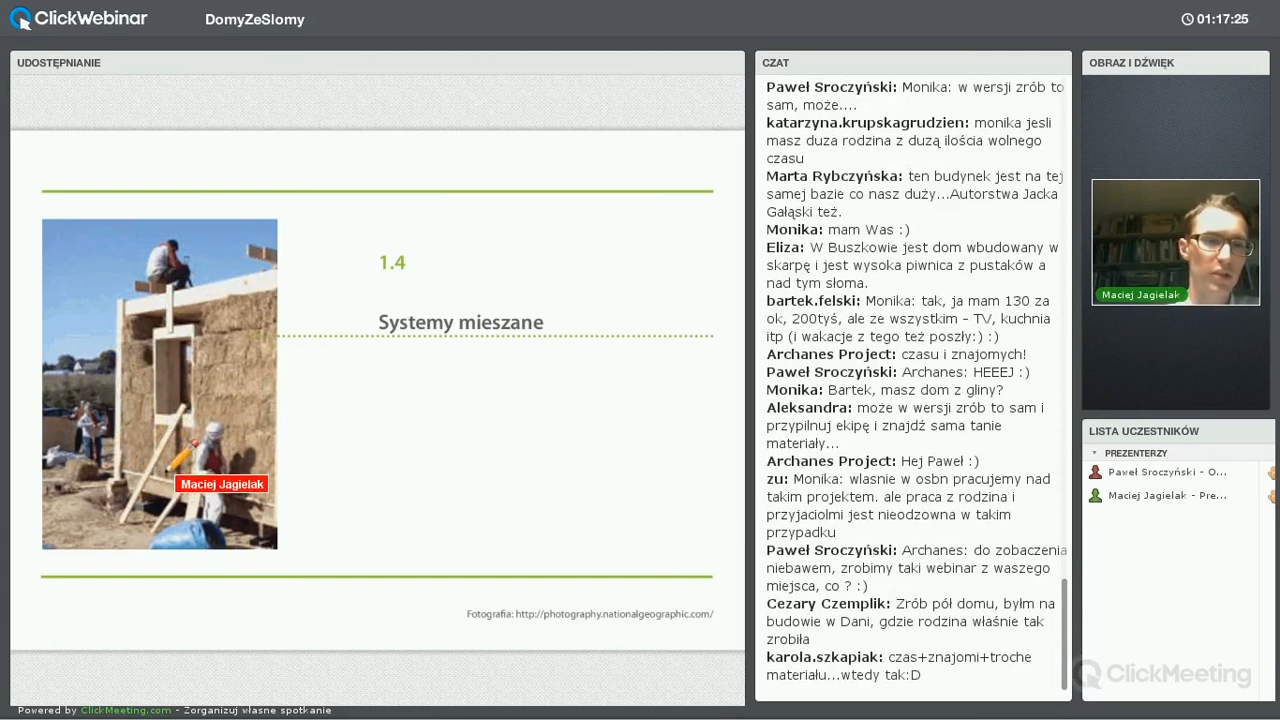 ClickWebinar
DomyZeSlomy
01:17:25
UDOSTĘPNIANIE
1.4
Systemy mieszane
Maciej Jagielak
Fotografia: http://photography.nationalgeographic.com/
CZAT
Paweł Sroczyński: Monika: w wersji zrób to
sam, może....
katarzyna.krupskagrudzien: monika jesli
masz duza rodzina z duzą ilościa wolnego
czasu
Marta Rybczyńska: ten budynek jest na tej
samej bazie co nasz duży...Autorstwa Jacka
Gałąski też.
Monika: mam Was :)
Eliza: W Buszkowie jest dom wbudowany w
skarpę i jest wysoka piwnica z pustaków a
nad tym słoma.
bartek.felski: Monika: tak, ja mam 130 za
ok, 200tyś, ale ze wszystkim - TV, kuchnia
itp (i wakacje z tego też poszły:) :)
Archanes Project: czasu i znajomych!
Paweł Sroczyński: Archanes: HEEEJ :)
Monika: Bartek, masz dom z gliny?
Aleksandra: może w wersji zrób to sam i
przypilnuj ekipę i znajdź sama tanie
materiały...
Archanes Project: Hej Paweł :)
zu: Monika: wlasnie w osbn pracujemy nad
takim projektem. ale praca z rodzina i
przyjaciolmi jest nieodzowna w takim
przypadku
Paweł Sroczyński: Archanes: do zobaczenia
niebawem, zrobimy taki webinar z waszego
miejsca, co ? :)
Cezary Czemplik: Zrób pół domu, byłm na
budowie w Dani, gdzie rodzina właśnie tak
zrobiła
karola.szkapiak: czas+znajomi+troche
materiału...wtedy tak:D
OBRAZ I DŹWIĘK
Maciej Jagielak
LISTA UCZESTNIKÓW
PREZENTERZY
Paweł Sroczyński - O...
Maciej Jagielak - Pre...
ClickMeeting
Powered by ClickMeeting.com - Zorganizuj własne spotkanie